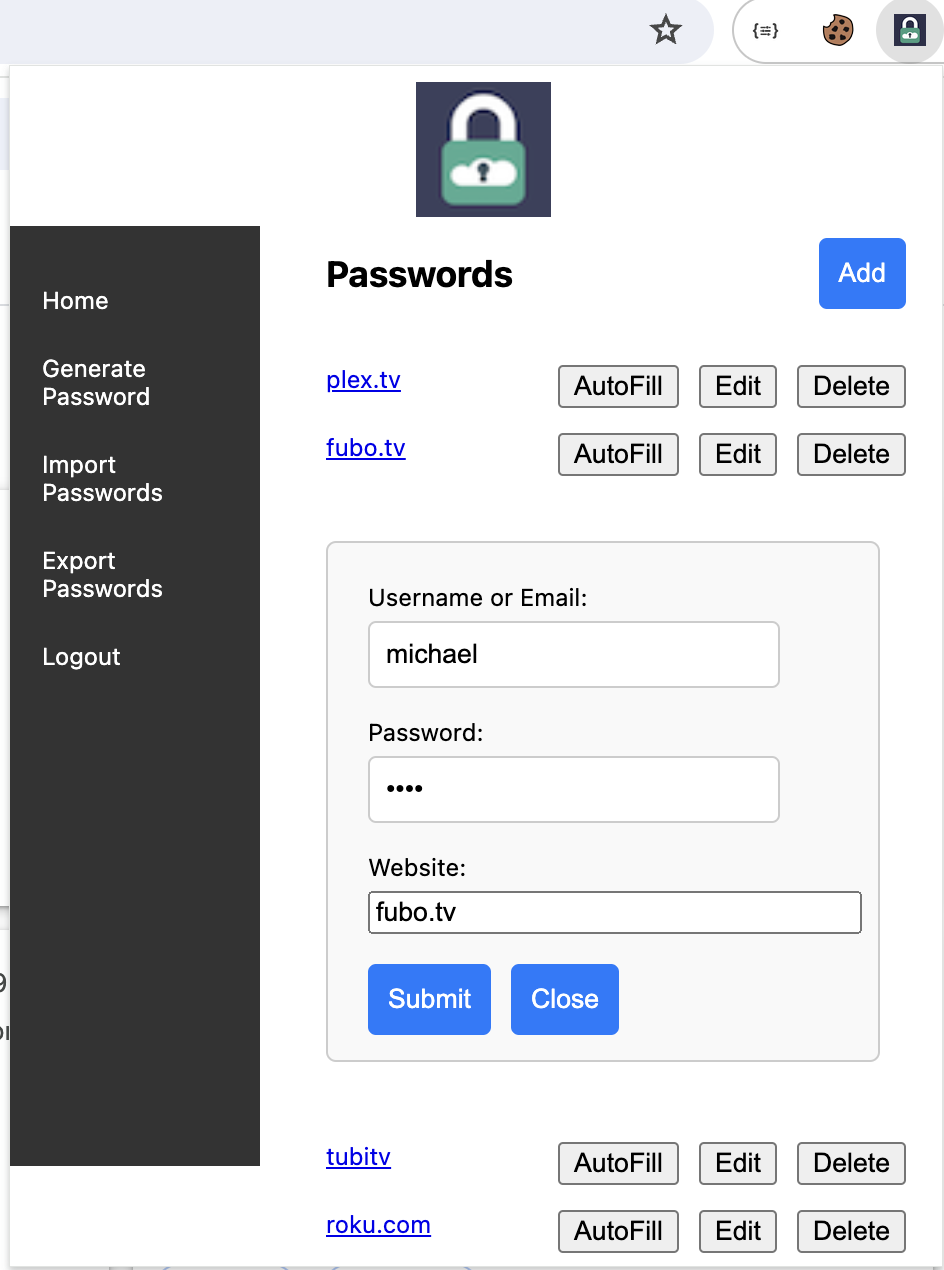 Home
Generate
Password
Import
Passwords
Export
Passwords
Logout
Passwords
Add
plex.tv AutoFill Edit Delete
fubo.tv AutoFill Edit Delete
Username or Email:
michael
Password:
••••
Website:
fubo.tv
Submit Close
tubitv AutoFill Edit Delete
roku.com AutoFill Edit Delete